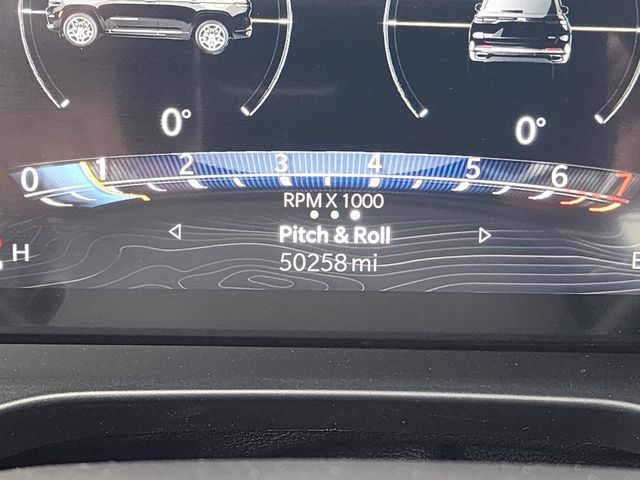 0° 0°
0 1 2 3 4 5 6 7
RPM X 1000
Pitch & Roll
50258 mi
H E